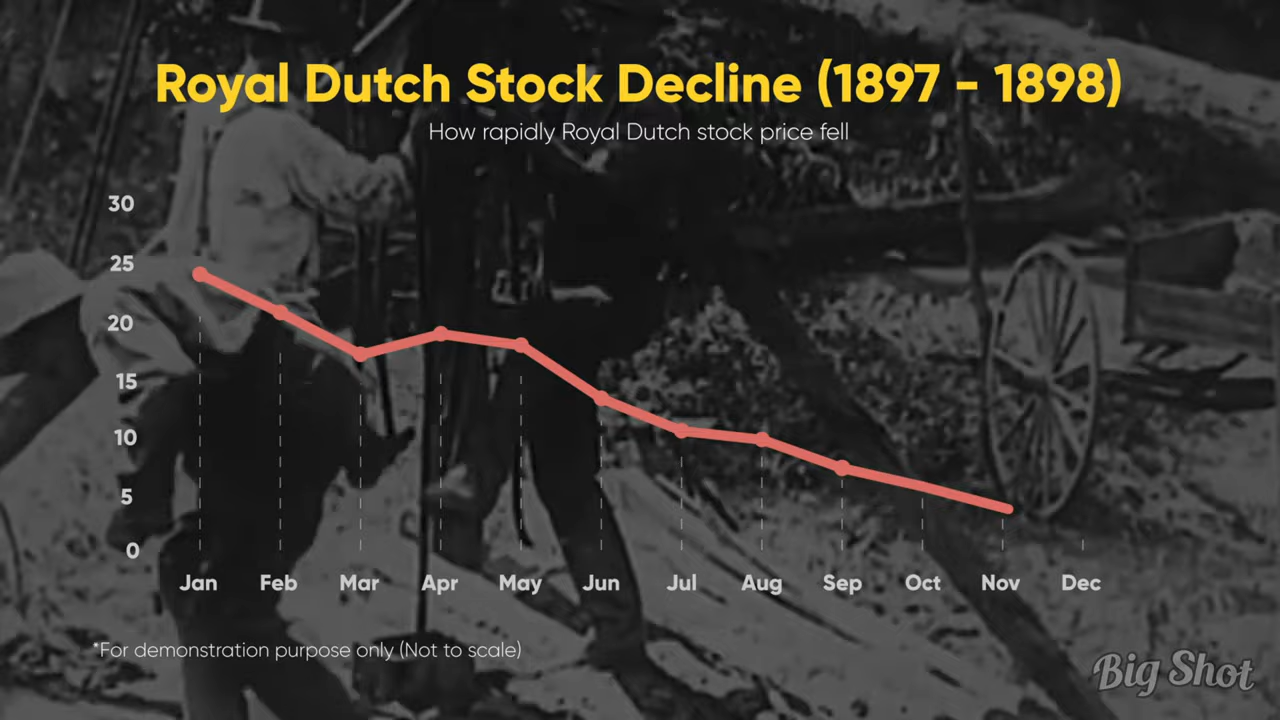 Royal Dutch Stock Decline (1897 - 1898)
How rapidly Royal Dutch stock price fell
30
25
20
15
10
5
0
Jan Feb Mar Apr May Jun Jul Aug Sep Oct Nov Dec
*For demonstration purpose only (Not to scale)
Big Shot